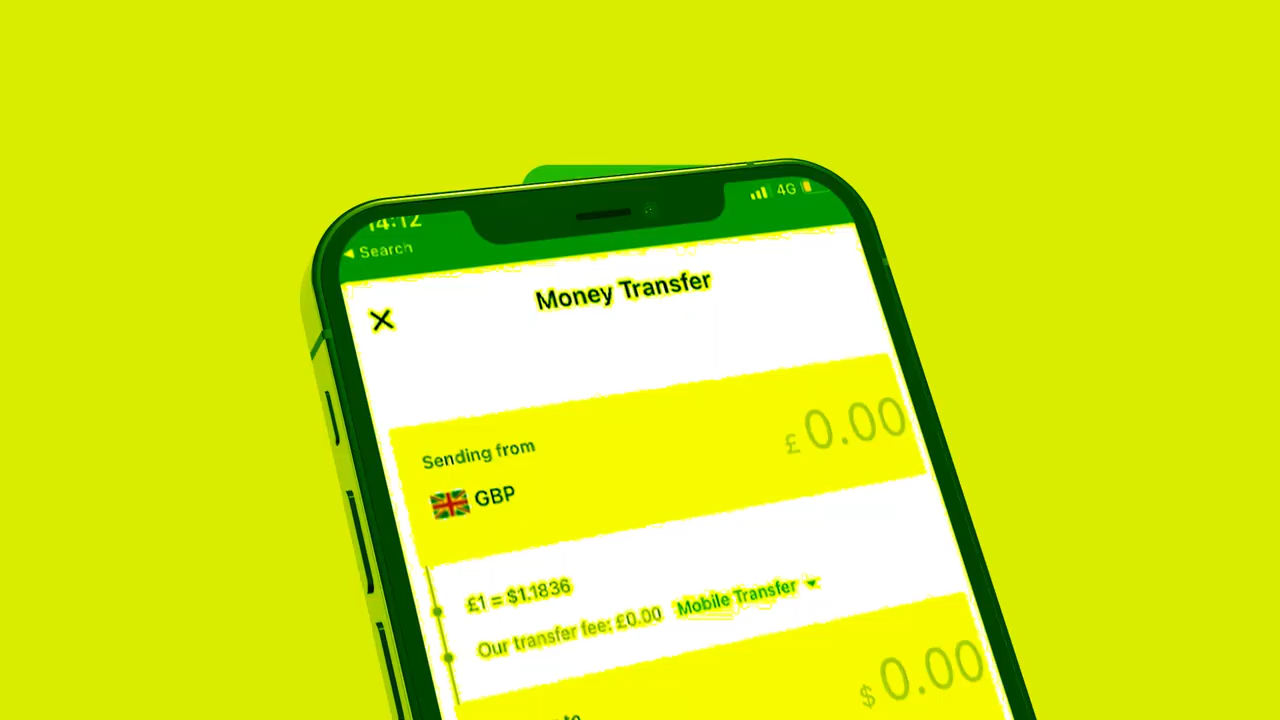 14:12
4G
◀ Search
Money Transfer
Sending from
£0.00
GBP
£1 = $1.1836
Our transfer fee: £0.00 Mobile Transfer
$0.00